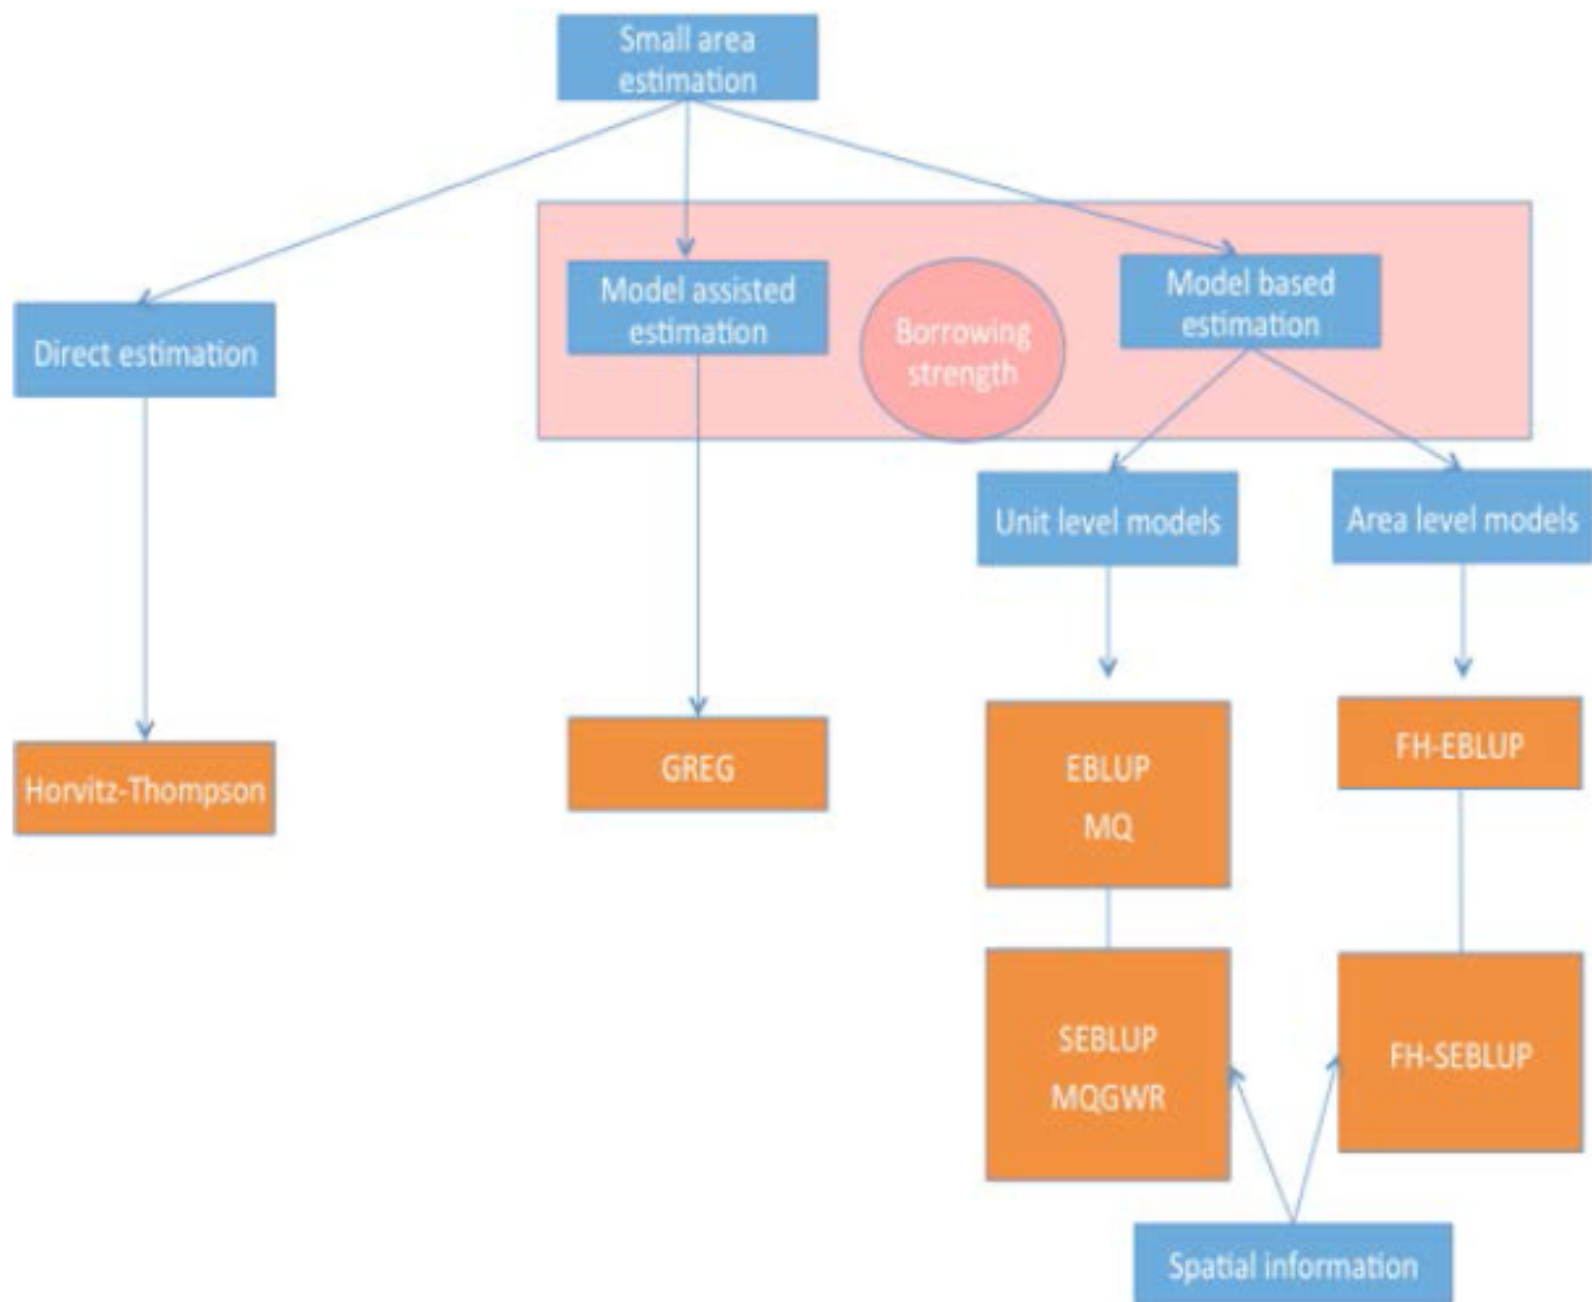 Small area
estimation
Direct estimation
Model assisted
estimation
Borrowing
strength
Model based
estimation
Unit level models
Area level models
Horvitz-Thompson
GREG
EBLUP
MQ
FH-EBLUP
SEBLUP
MQGWR
FH-SEBLUP
Spatial information